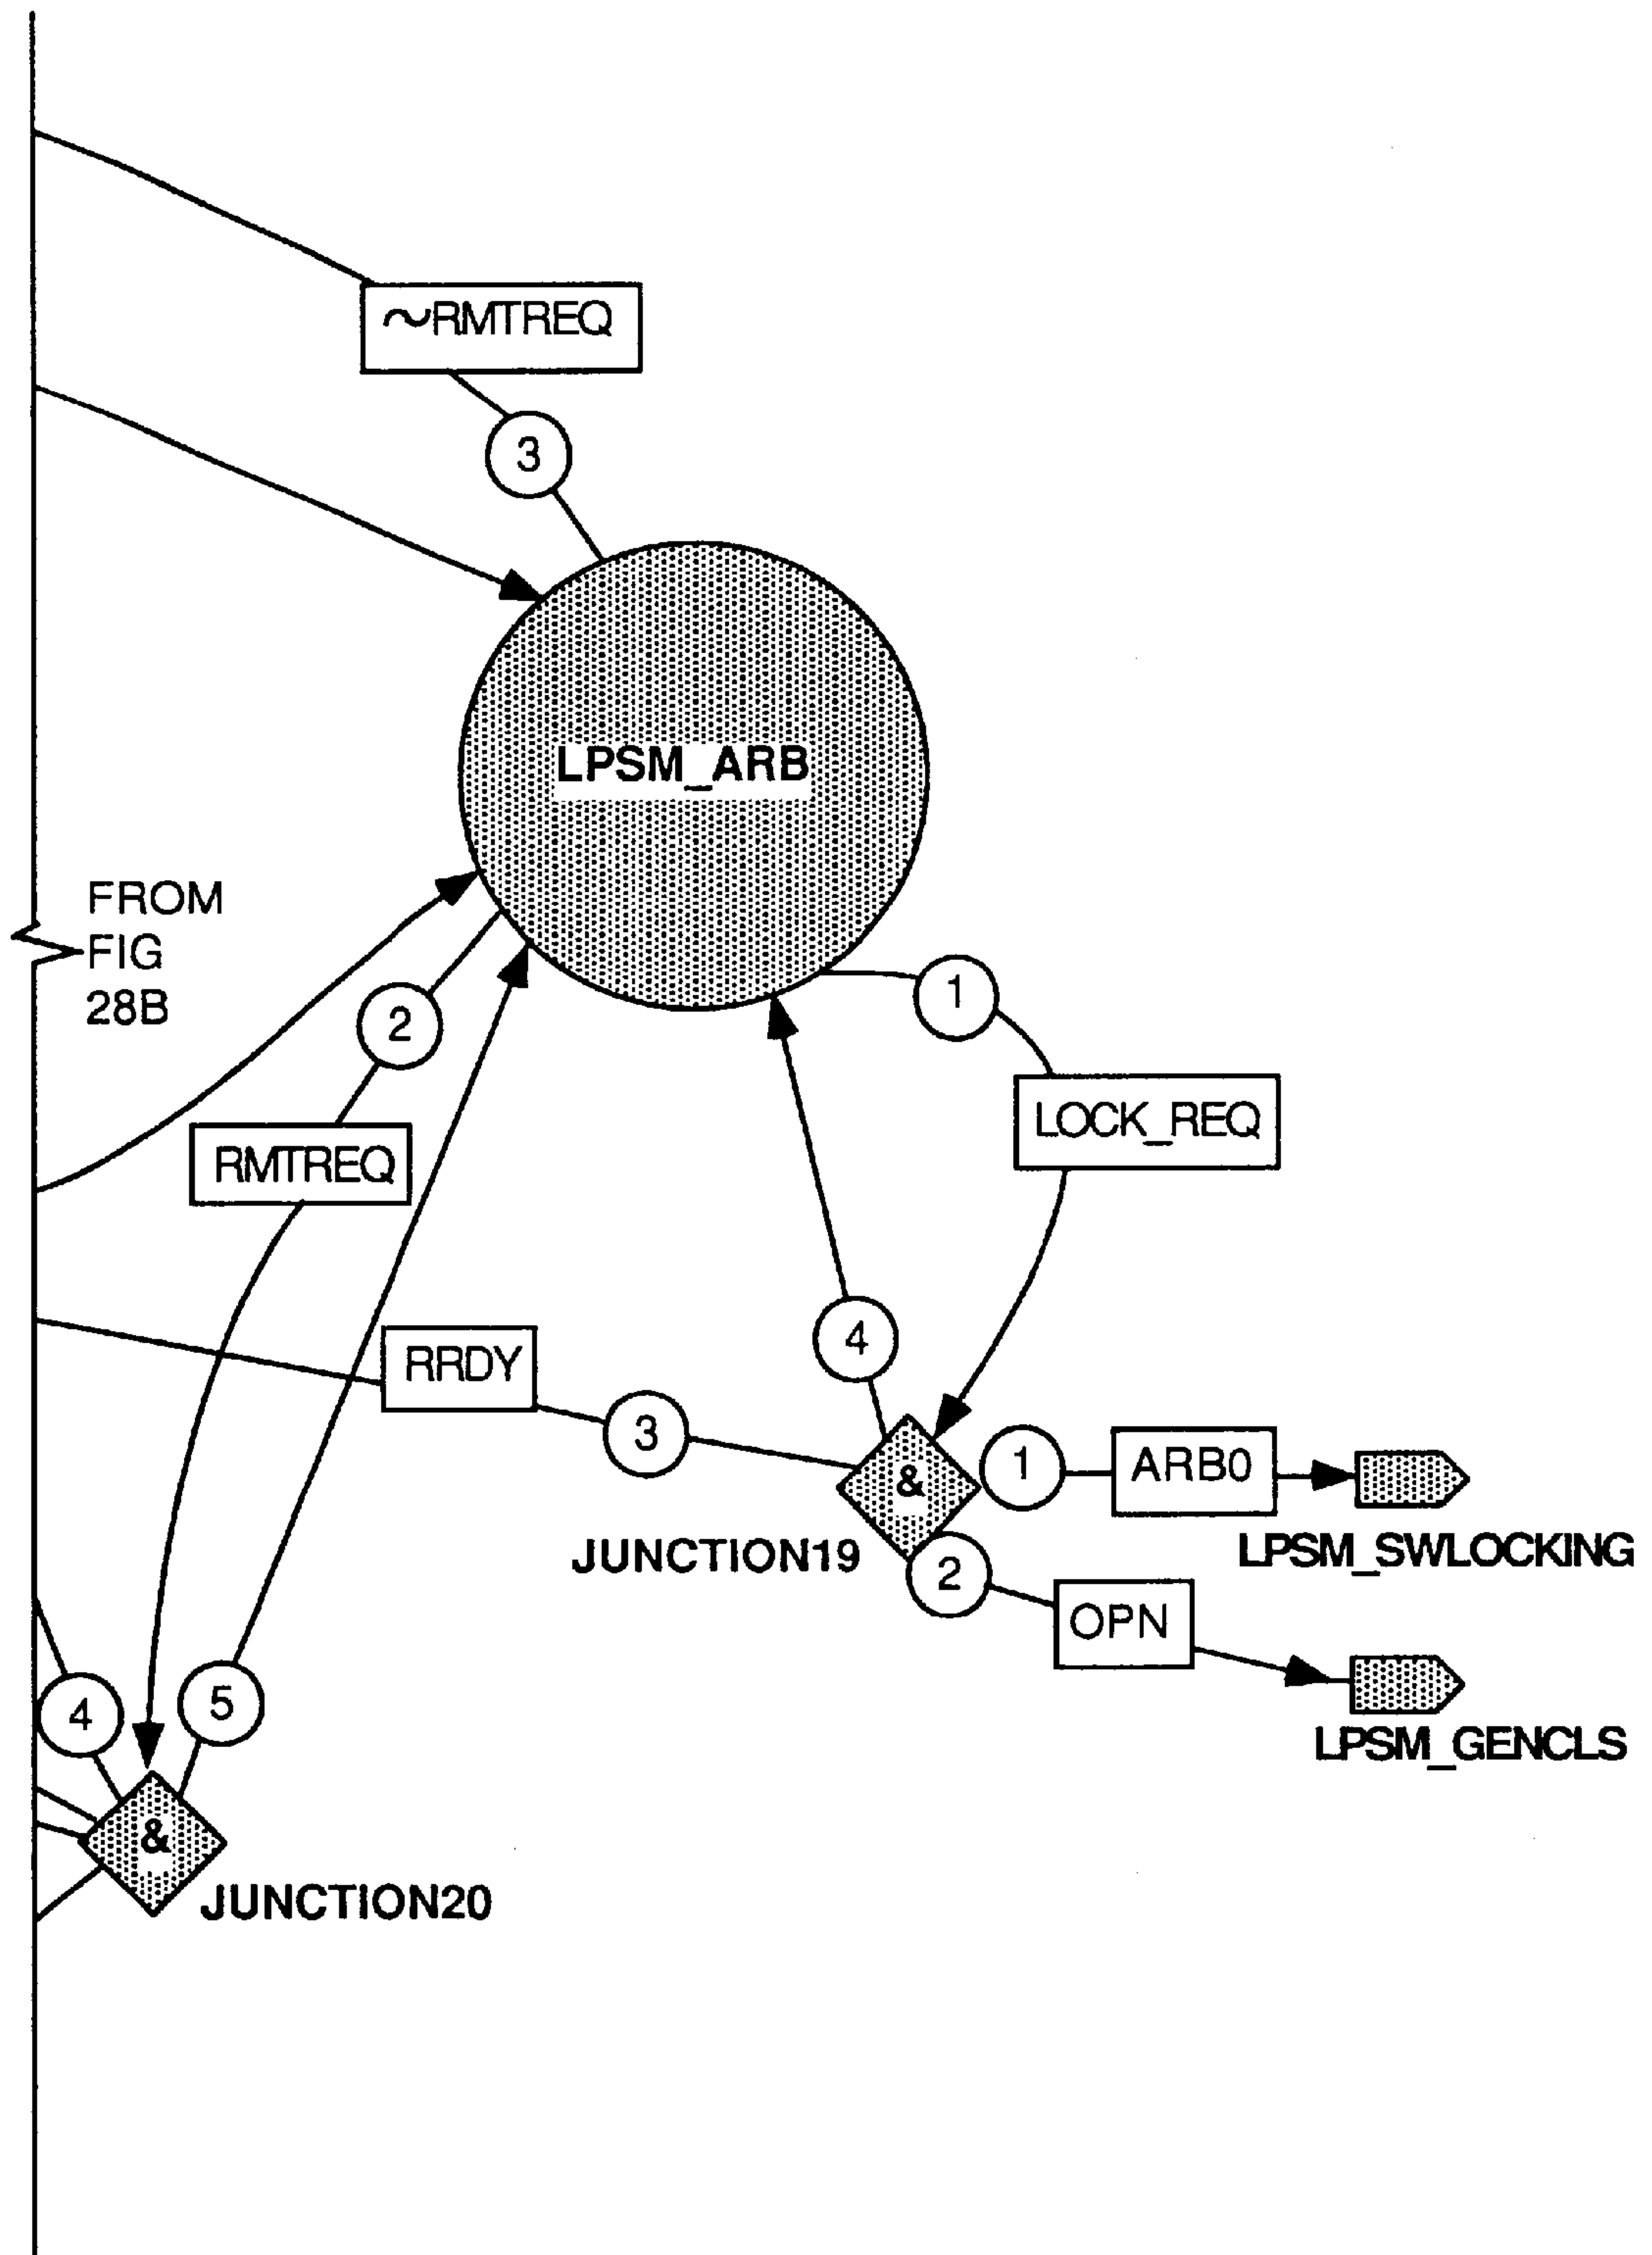 ~RMTREQ
3
LPSM_ARB
FROM
FIG
28B
1
2
LOCK_REQ
RMTREQ
4
RRDY
3
&
1
ARB0
JUNCTION19
LPSM_SWLOCKING
2
OPN
4
5
LPSM_GENCLS
&
JUNCTION20